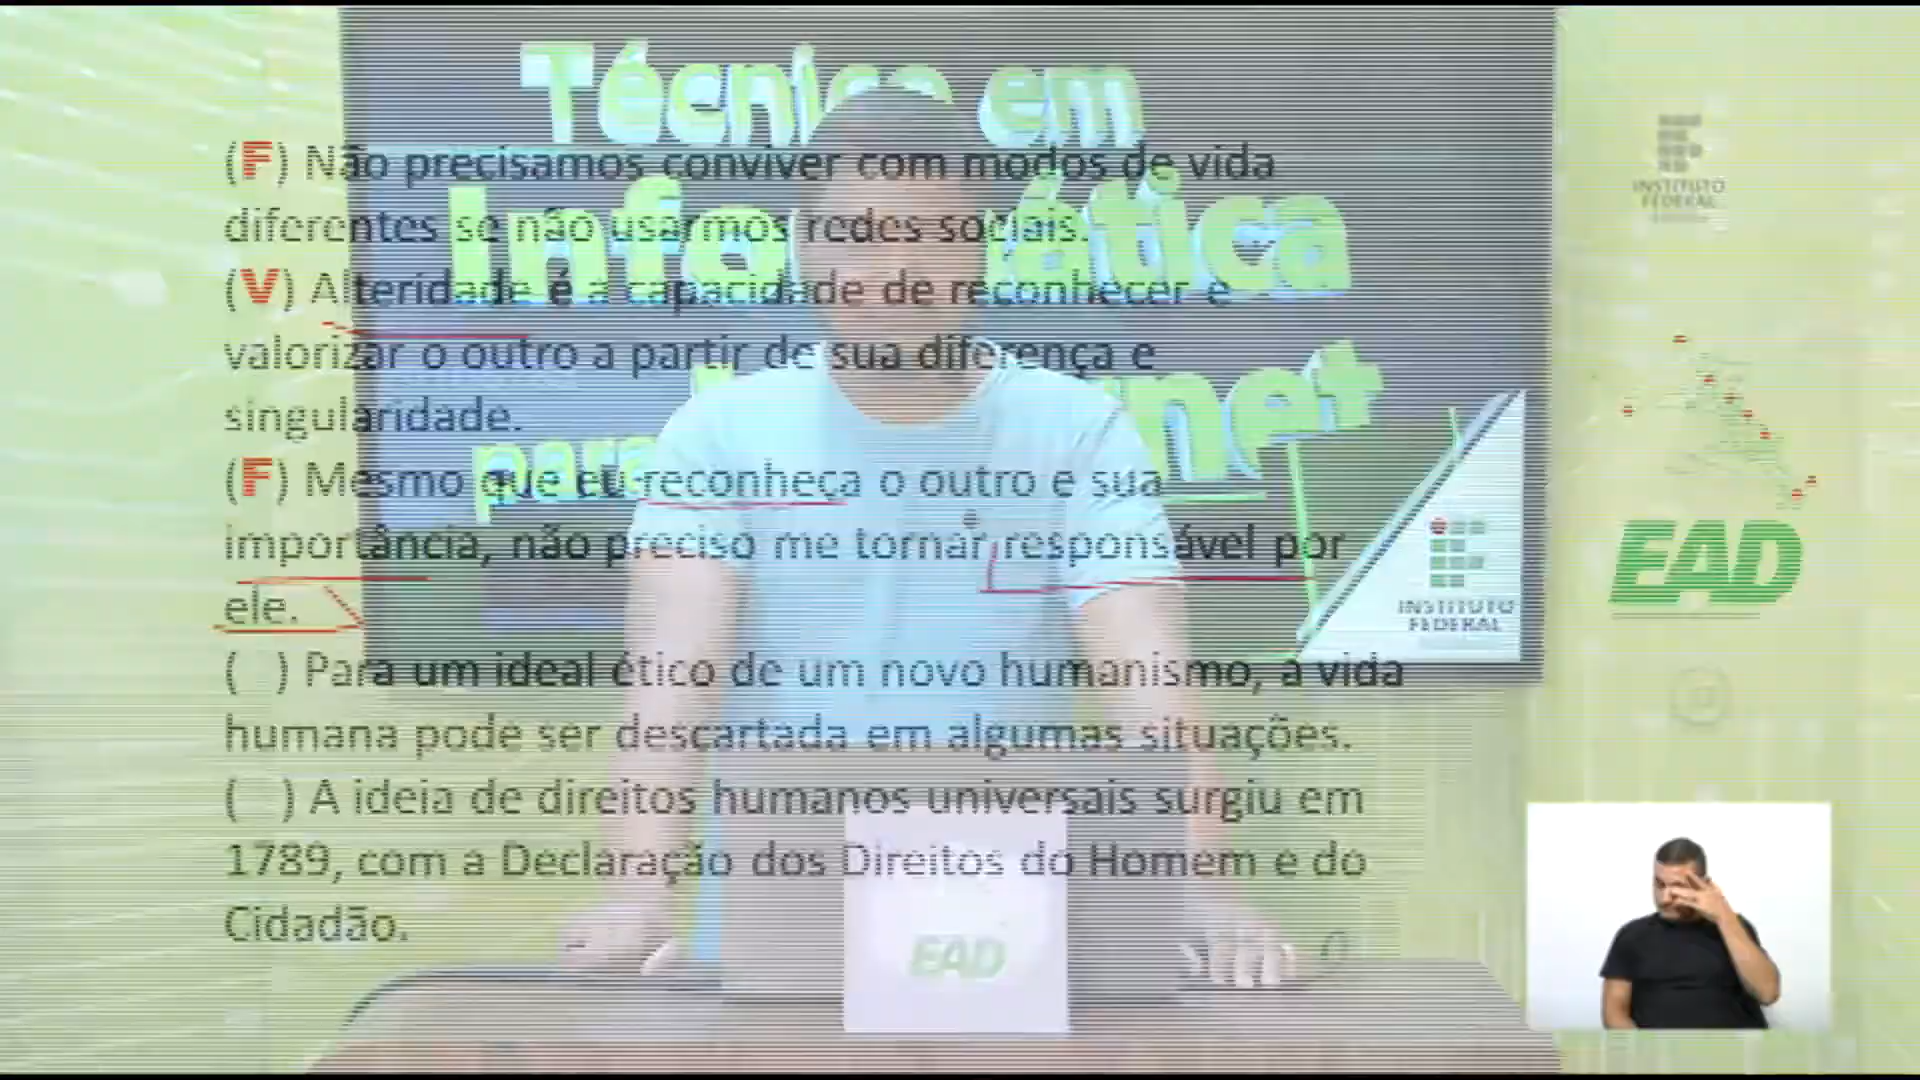 Técnico em
Informática
para Internet
(F) Não precisamos conviver com modos de vida
diferentes se não usarmos redes sociais.
(V) Alteridade é a capacidade de reconhecer e
valorizar o outro a partir de sua diferença e
singularidade.
(F) Mesmo que eu reconheça o outro e sua
importância, não preciso me tornar responsável por
ele.
( ) Para um ideal ético de um novo humanismo, a vida
humana pode ser descartada em algumas situações.
( ) A ideia de direitos humanos universais surgiu em
1789, com a Declaração dos Direitos do Homem e do
Cidadão.
INSTITUTO
FEDERAL
INSTITUTO
FEDERAL
EAD
EAD